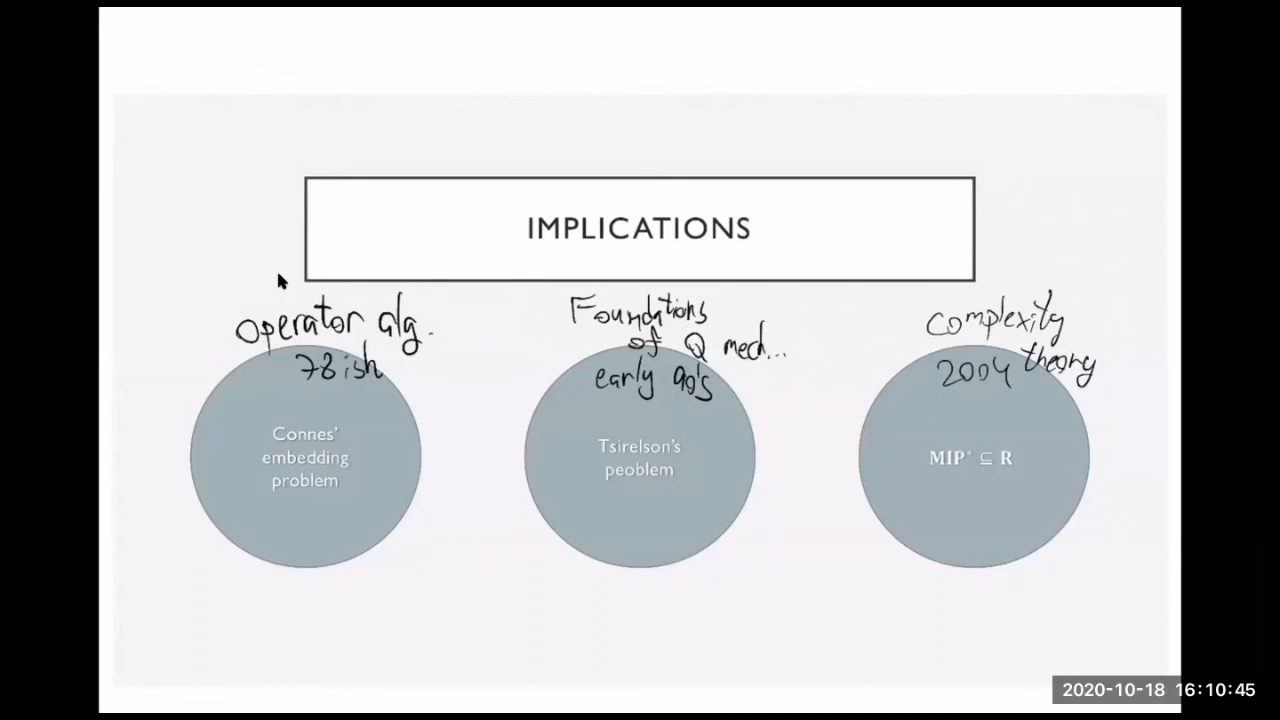 IMPLICATIONS
Operator alg.
78 ish
Connes'
embedding
problem
Foundations
of Q mech...
early 90's
Tsirelson's
peoblem
Complexity
theory
2004
MIP* ⊆ R
2020-10-18 16:10:45